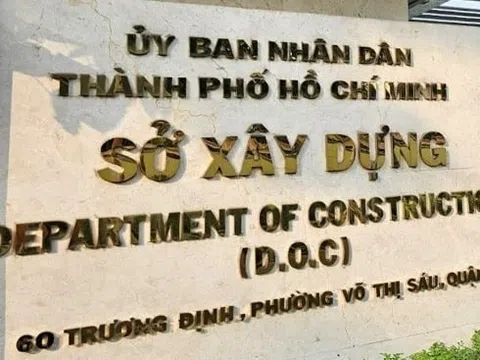 ỦY BAN NHÂN DÂN
THÀNH PHỐ HỒ CHÍ MINH
SỞ XÂY DỰNG
DEPARTMENT OF CONSTRUCTIO
(D.O.C)
60 TRƯƠNG ĐỊNH, PHƯỜNG VÕ THỊ SÁU, QUẬN